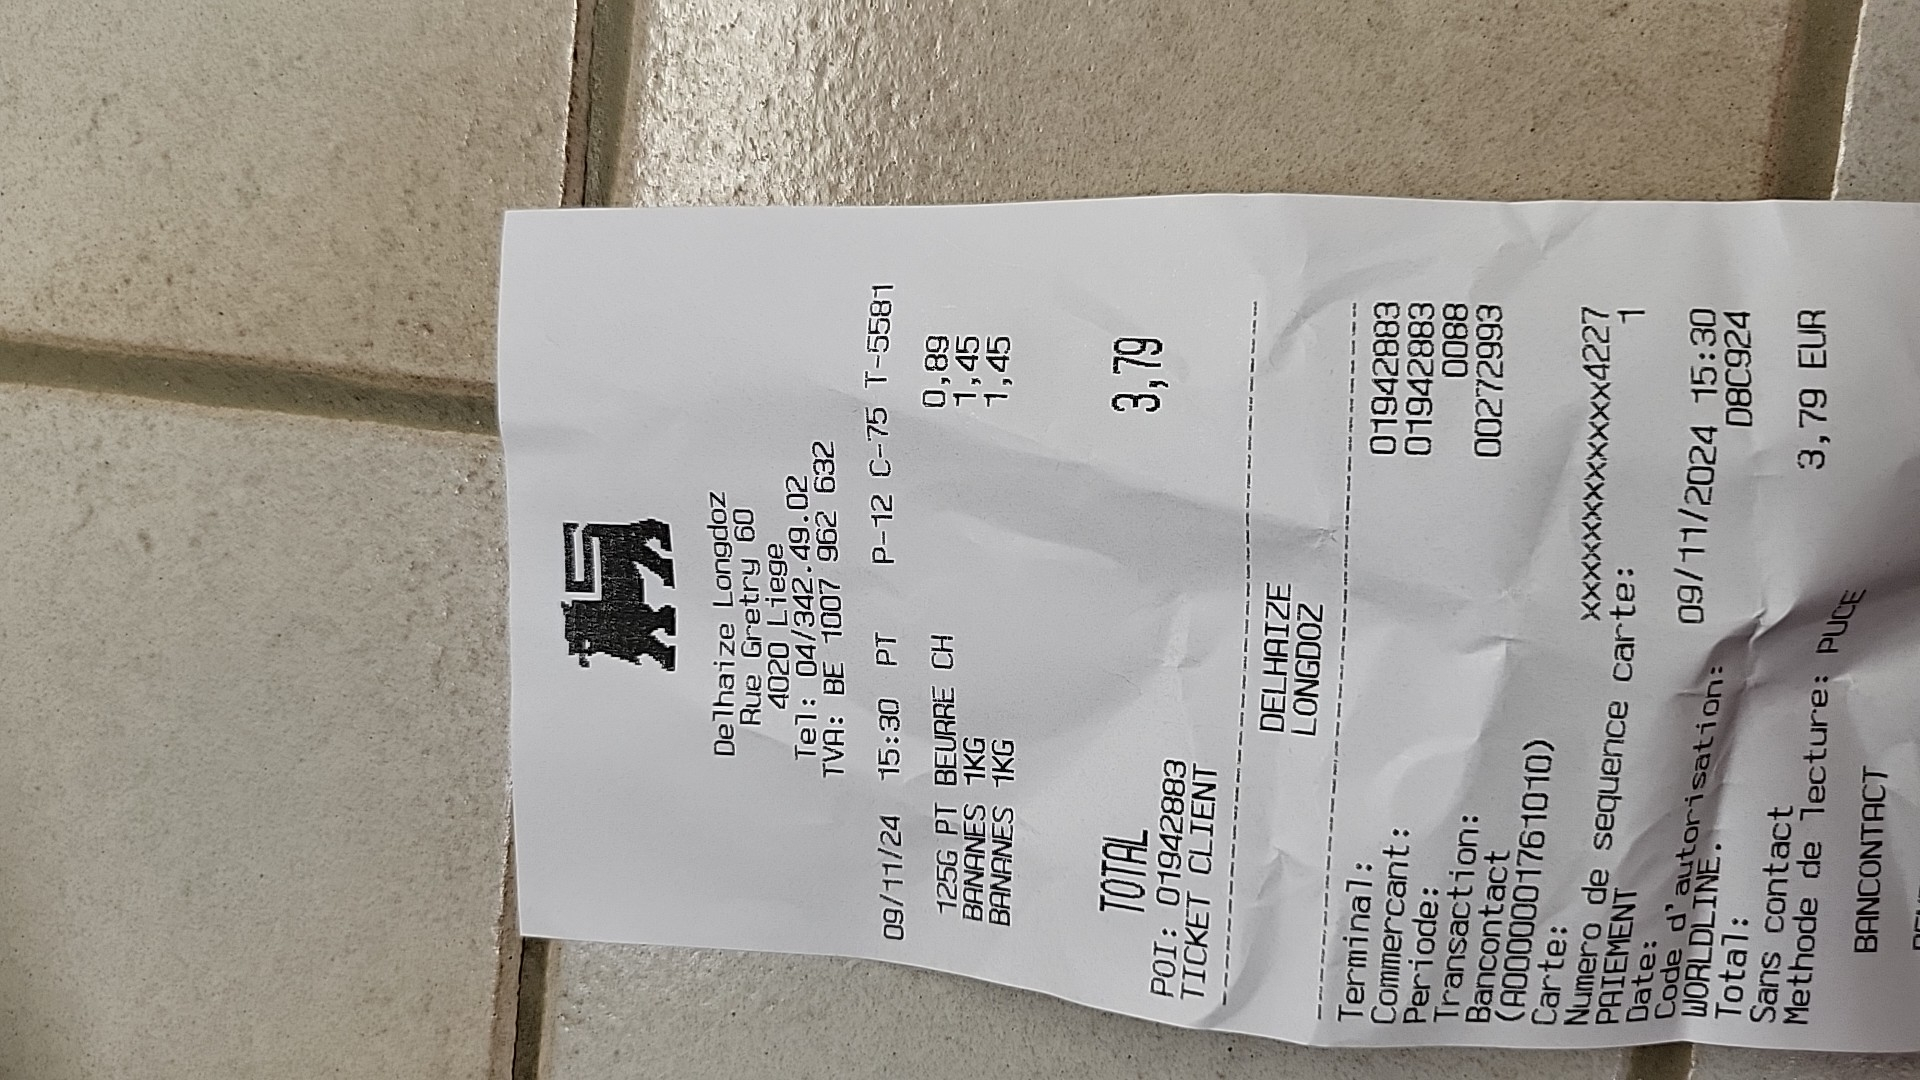 Delhaize Longdoz
Rue Gretry 60
4020 Liege
Tel: 04/342.49.02
TVA: BE 1007 962 632
09/11/24 15:30 PT P-12 C-75 T-5581
125G PT BEURRE CH 0,89
BANANES 1KG 1,45
BANANES 1KG 1,45
TOTAL 3,79
POI: 01942883
TICKET CLIENT
DELHAIZE
LONGDOZ
Terminal: 01942883
Commercant: 01942883
Periode: 0088
Transaction: 00272993
Bancontact
(A0000001761010)
Carte: xxxxxxxxxxxxxxx4227
Numero de sequence carte: 1
PAIEMENT
Date: 09/11/2024 15:30
Code d'autorisation: D8C924
WORLDLINE.
Total: 3,79 EUR
Sans contact
Methode de lecture: PUCE
BANCONTACT